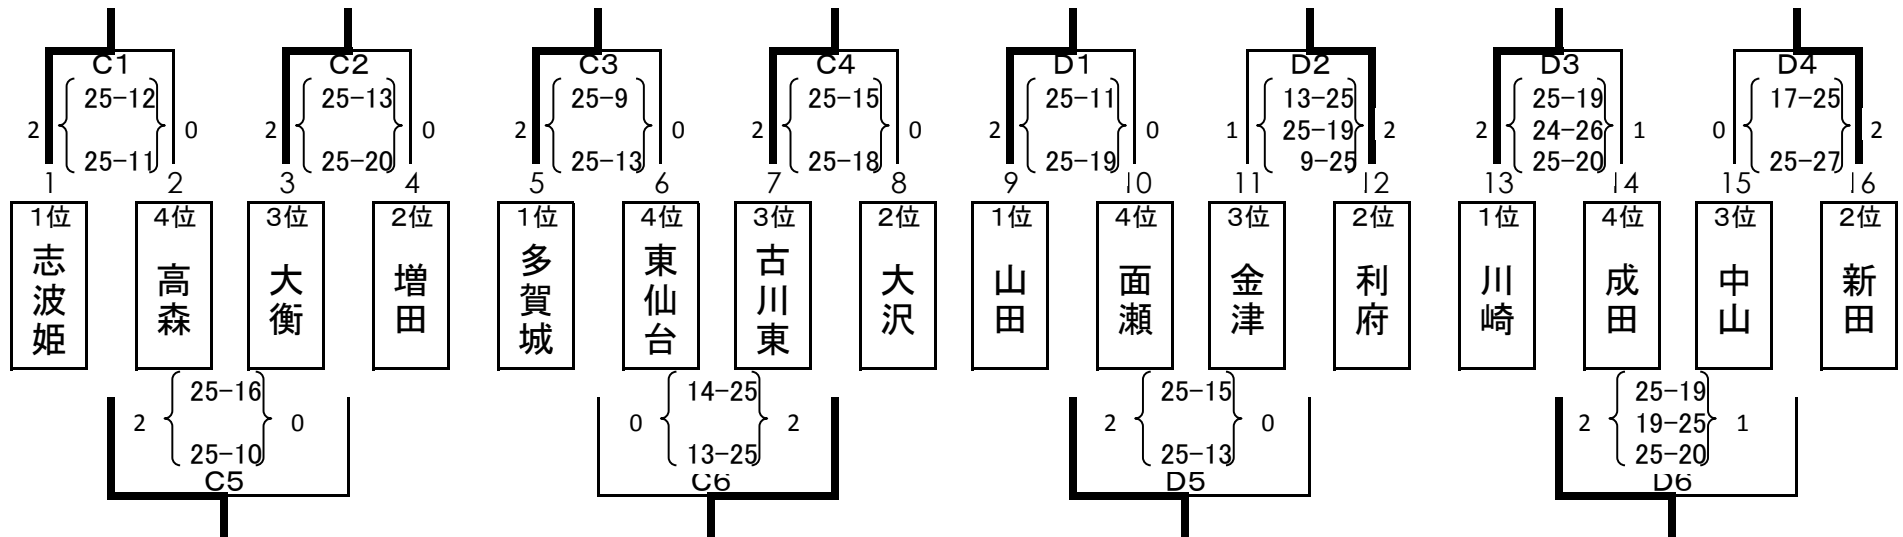 C1 C2 C3 C4 D1 D2 D3 D4
25-12 25-13 25-9 25-15 25-11 13-25 25-19 17-25
2 0 2 0 2 0 2 0 2 0 1 25-19 2 2 24-26 1 0 2
25-11 25-20 25-13 25-18 25-19 9-25 25-20 25-27
1 2 3 4 5 6 7 8 9 10 11 12 13 14 15 16
1位 4位 3位 2位 1位 4位 3位 2位 1位 4位 3位 2位 1位 4位 3位 2位
志波姫 高森 大衡 増田 多賀城 東仙台 古川東 大沢 山田 面瀬 金津 利府 川崎 成田 中山 新田
25-16 14-25 25-15 25-19
2 0 0 2 2 0 2 19-25 1
25-10 13-25 25-13 25-20
C5 C6 D5 D6